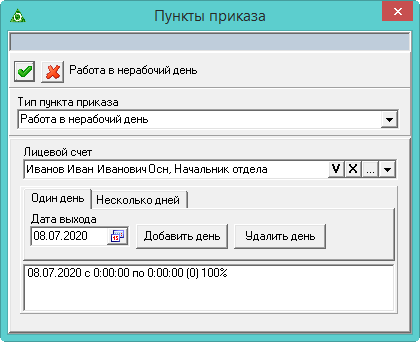 Пункты приказа
Работа в нерабочий день
Тип пункта приказа
Работа в нерабочий день
Лицевой счет
Иванов Иван Иванович Осн, Начальник отдела V X ...
Один день Несколько дней
Дата выхода
08.07.2020 Добавить день Удалить день
08.07.2020 с 0:00:00 по 0:00:00 (0) 100%